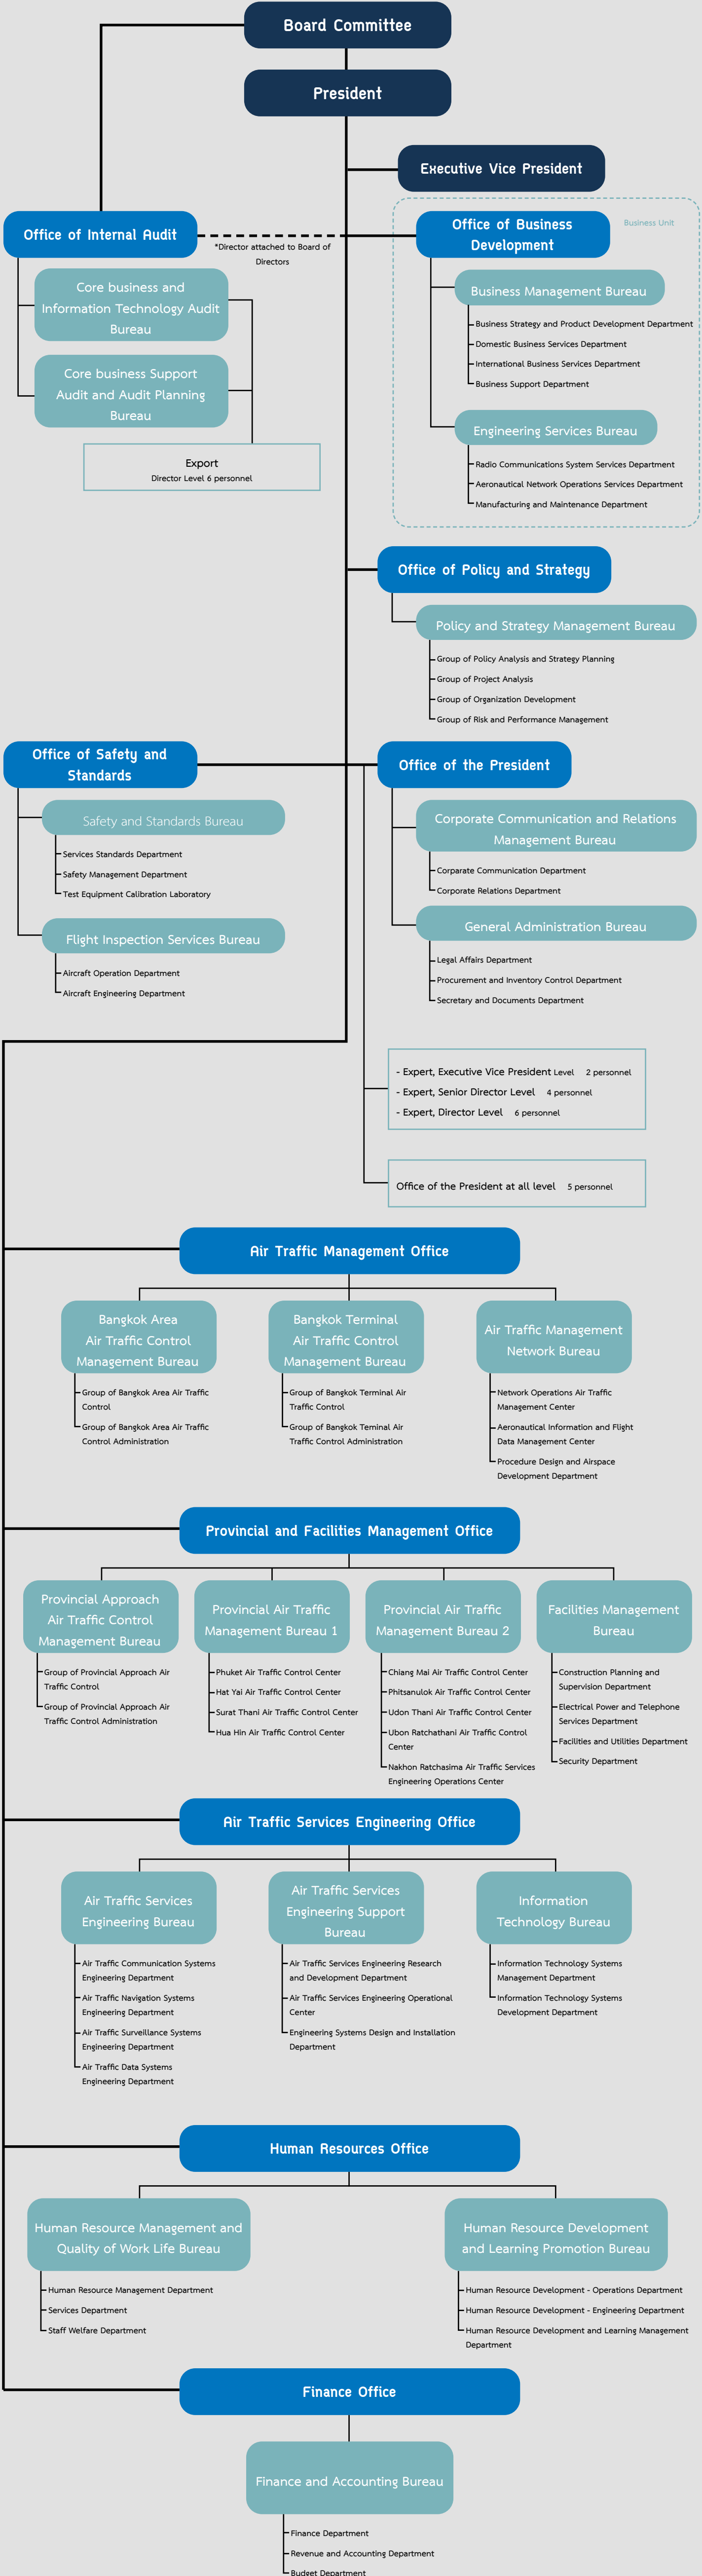 Board Committee
President
Executive Vice President
Office of Internal Audit
*Director attached to Board of
Directors
Core business and
Information Technology Audit
Bureau
Core business Support
Audit and Audit Planning
Bureau
Export
Director Level 6 personnel
Office of Business
Development
Business Unit
Business Management Bureau
Business Strategy and Product Development Department
Domestic Business Services Department
International Business Services Department
Business Support Department
Engineering Services Bureau
Radio Communications System Services Department
Aeronautical Network Operations Services Department
Manufacturing and Maintenance Department
Office of Policy and Strategy
Policy and Strategy Management Bureau
Group of Policy Analysis and Strategy Planning
Group of Project Analysis
Group of Organization Development
Group of Risk and Performance Management
Office of Safety and
Standards
Safety and Standards Bureau
Services Standards Department
Safety Management Department
Test Equipment Calibration Laboratory
Flight Inspection Services Bureau
Aircraft Operation Department
Aircraft Engineering Department
Office of the President
Corporate Communication and Relations
Management Bureau
Corparate Communication Department
Corporate Relations Department
General Administration Bureau
Legal Affairs Department
Procurement and Inventory Control Department
Secretary and Documents Department
- Expert, Executive Vice President Level 2 personnel
- Expert, Senior Director Level 4 personnel
- Expert, Director Level 6 personnel
Office of the President at all level 5 personnel
Air Traffic Management Office
Bangkok Area
Air Traffic Control
Management Bureau
Group of Bangkok Area Air Traffic
Control
Group of Bangkok Area Air Traffic
Control Administration
Bangkok Terminal
Air Traffic Control
Management Bureau
Group of Bangkok Terminal Air
Traffic Control
Group of Bangkok Teminal Air
Traffic Control Administration
Air Traffic Management
Network Bureau
Network Operations Air Traffic
Management Center
Aeronautical Information and Flight
Data Management Center
Procedure Design and Airspace
Development Department
Provincial and Facilities Management Office
Provincial Approach
Air Traffic Control
Management Bureau
Group of Provincial Approach Air
Traffic Control
Group of Provincial Approach Air
Traffic Control Administration
Provincial Air Traffic
Management Bureau 1
Phuket Air Traffic Control Center
Hat Yai Air Traffic Control Center
Surat Thani Air Traffic Control Center
Hua Hin Air Traffic Control Center
Provincial Air Traffic
Management Bureau 2
Chiang Mai Air Traffic Control Center
Phitsanulok Air Traffic Control Center
Udon Thani Air Traffic Control Center
Ubon Ratchathani Air Traffic Control
Center
Nakhon Ratchasima Air Traffic Services
Engineering Operations Center
Facilities Management
Bureau
Construction Planning and
Supervision Department
Electrical Power and Telephone
Services Department
Facilities and Utilities Department
Security Department
Air Traffic Services Engineering Office
Air Traffic Services
Engineering Bureau
Air Traffic Communication Systems
Engineering Department
Air Traffic Navigation Systems
Engineering Department
Air Traffic Surveillance Systems
Engineering Department
Air Traffic Data Systems
Engineering Department
Air Traffic Services
Engineering Support
Bureau
Air Traffic Services Engineering Research
and Development Department
Air Traffic Services Engineering Operational
Center
Engineering Systems Design and Installation
Department
Information
Technology Bureau
Information Technology Systems
Management Department
Information Technology Systems
Development Department
Human Resources Office
Human Resource Management and
Quality of Work Life Bureau
Human Resource Management Department
Services Department
Staff Welfare Department
Human Resource Development
and Learning Promotion Bureau
Human Resource Development - Operations Department
Human Resource Development - Engineering Department
Human Resource Development and Learning Management
Department
Finance Office
Finance and Accounting Bureau
Finance Department
Revenue and Accounting Department
Budget Department